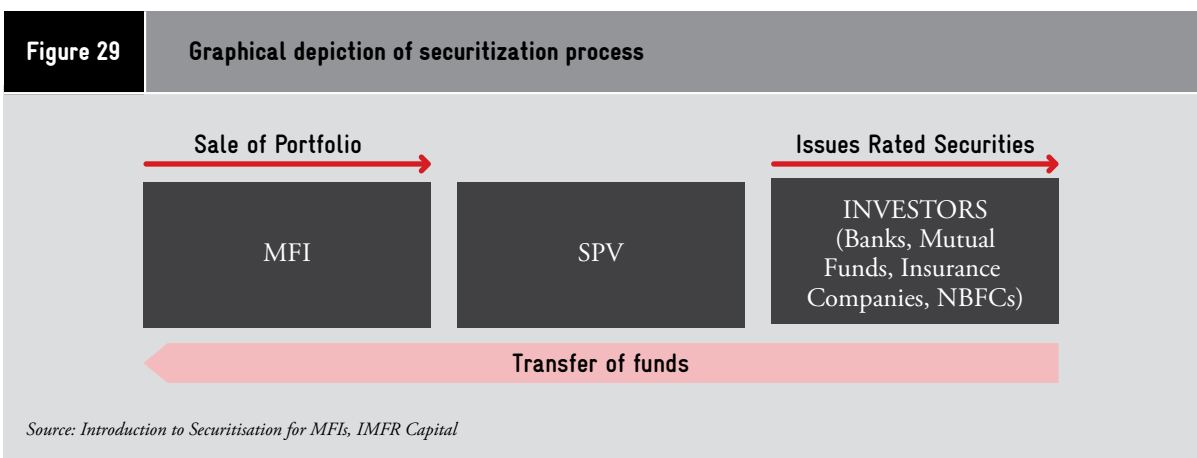 Figure 29
Graphical depiction of securitization process
Sale of Portfolio
Issues Rated Securities
MFI
SPV
INVESTORS
(Banks, Mutual
Funds, Insurance
Companies, NBFCs)
Transfer of funds
Source: Introduction to Securitisation for MFIs, IMFR Capital